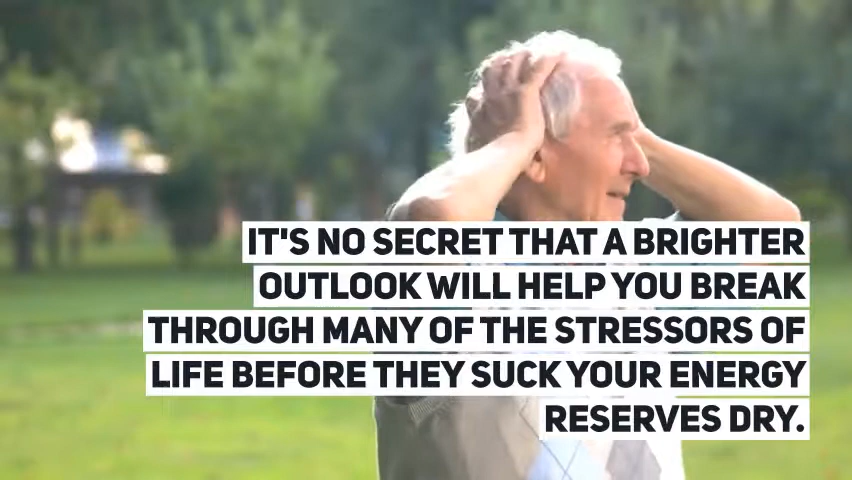 IT'S NO SECRET THAT A BRIGHTER
OUTLOOK WILL HELP YOU BREAK
THROUGH MANY OF THE STRESSORS OF
LIFE BEFORE THEY SUCK YOUR ENERGY
RESERVES DRY.